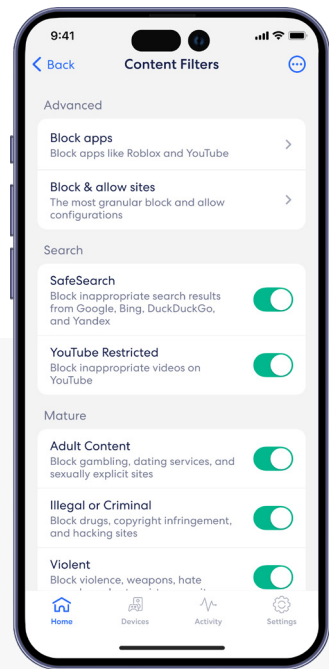 9:41
Back
Content Filters
Advanced
Block apps
Block apps like Roblox and YouTube
Block & allow sites
The most granular block and allow
configurations
Search
SafeSearch
Block inappropriate search results
from Google, Bing, DuckDuckGo,
and Yandex
YouTube Restricted
Block inappropriate videos on
YouTube
Mature
Adult Content
Block gambling, dating services, and
sexually explicit sites
Illegal or Criminal
Block drugs, copyright infringement,
and hacking sites
Violent
Block violence, weapons, hate
Home
Devices
Activity
Settings